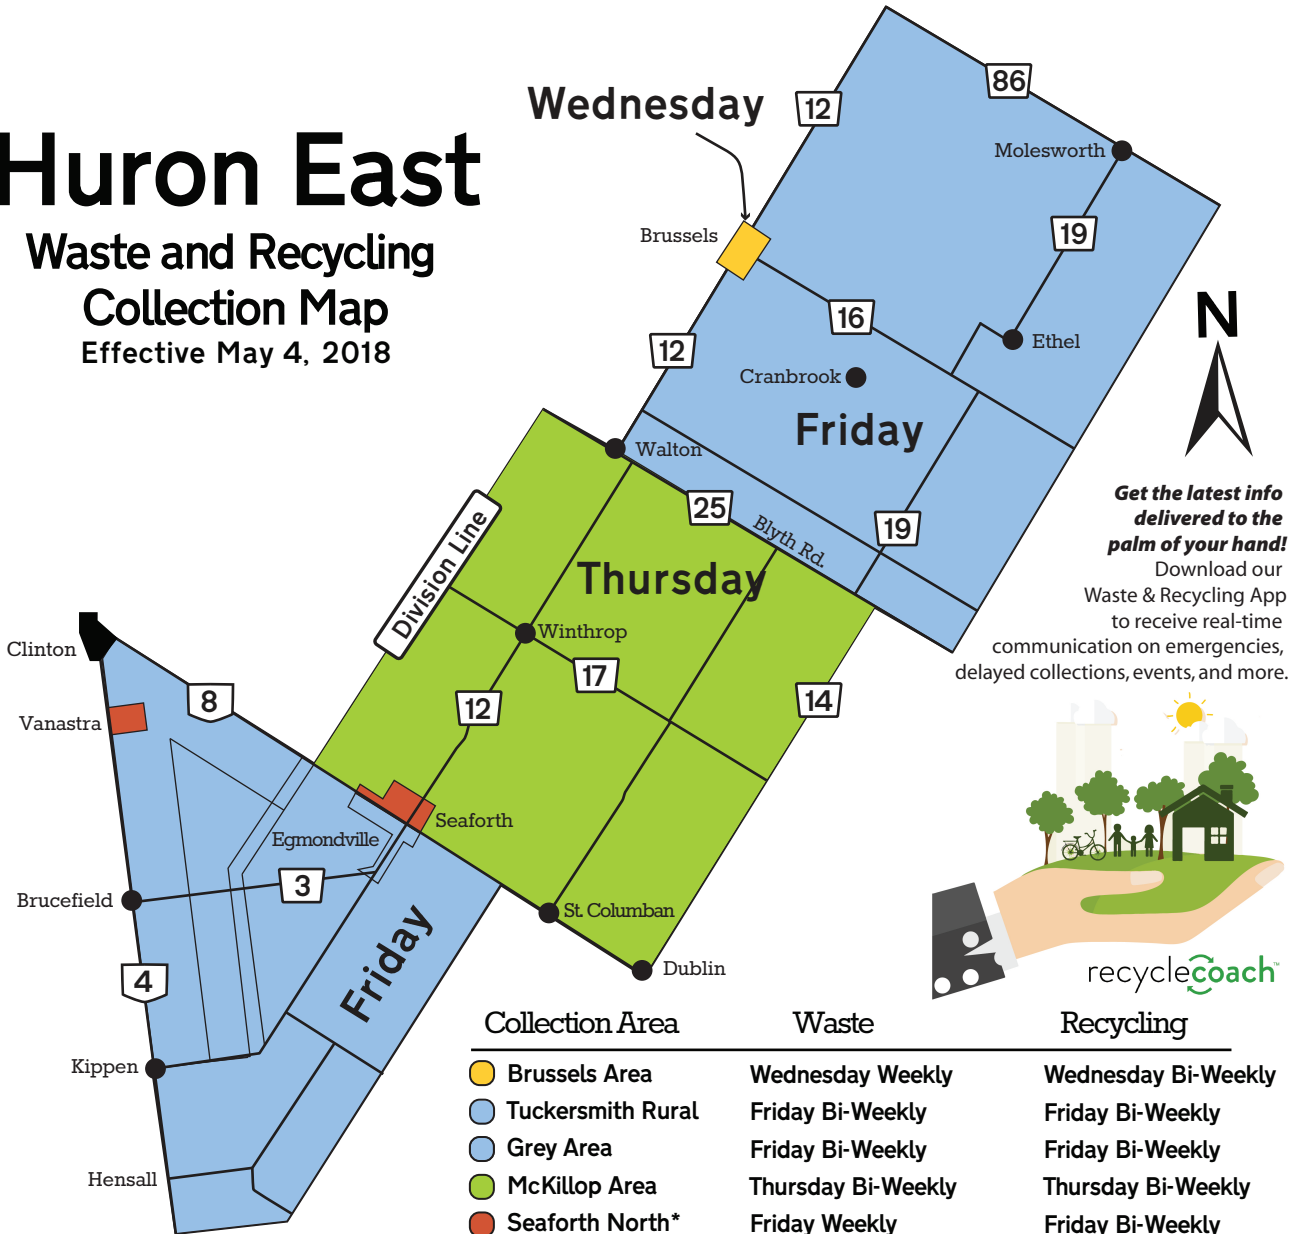 Huron East
Waste and Recycling
Collection Map
Effective May 4, 2018
Wednesday
12
86
Molesworth
19
Brussels
16
12
Ethel
Cranbrook
Friday
N
Walton
25
Blyth Rd.
19
Division Line
Thursday
Winthrop
17
12
14
Get the latest info
delivered to the
palm of your hand!
Download our
Waste & Recycling App
to receive real-time
communication on emergencies,
delayed collections, events, and more.
Clinton
8
Vanastra
Seaforth
Egmondville
3
Brucefield
St. Columban
Friday
4
Dublin
recyclecoach™
Kippen
Hensall
Collection Area Waste Recycling
Brussels Area Wednesday Weekly Wednesday Bi-Weekly
Tuckersmith Rural Friday Bi-Weekly Friday Bi-Weekly
Grey Area Friday Bi-Weekly Friday Bi-Weekly
McKillop Area Thursday Bi-Weekly Thursday Bi-Weekly
Seaforth North* Friday Weekly Friday Bi-Weekly